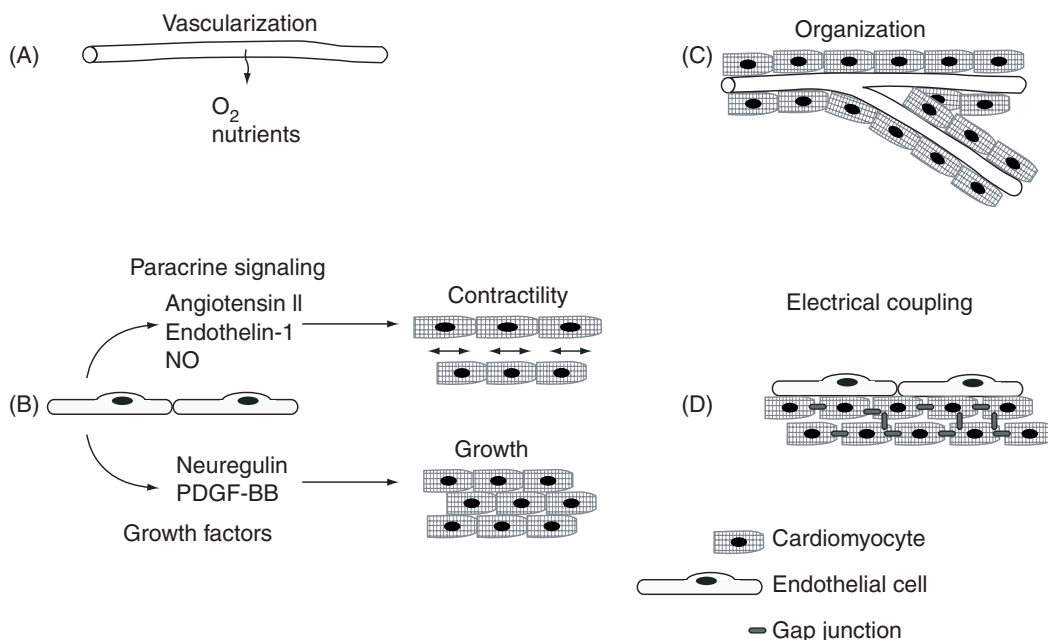 (A)
Vascularization
O2
nutrients
(B)
Paracrine signaling
Angiotensin II
Endothelin-1
NO
Contractility
Neuregulin
PDGF-BB
Growth factors
Growth
(C)
Organization
(D)
Electrical coupling
Cardiomyocyte
Endothelial cell
Gap junction